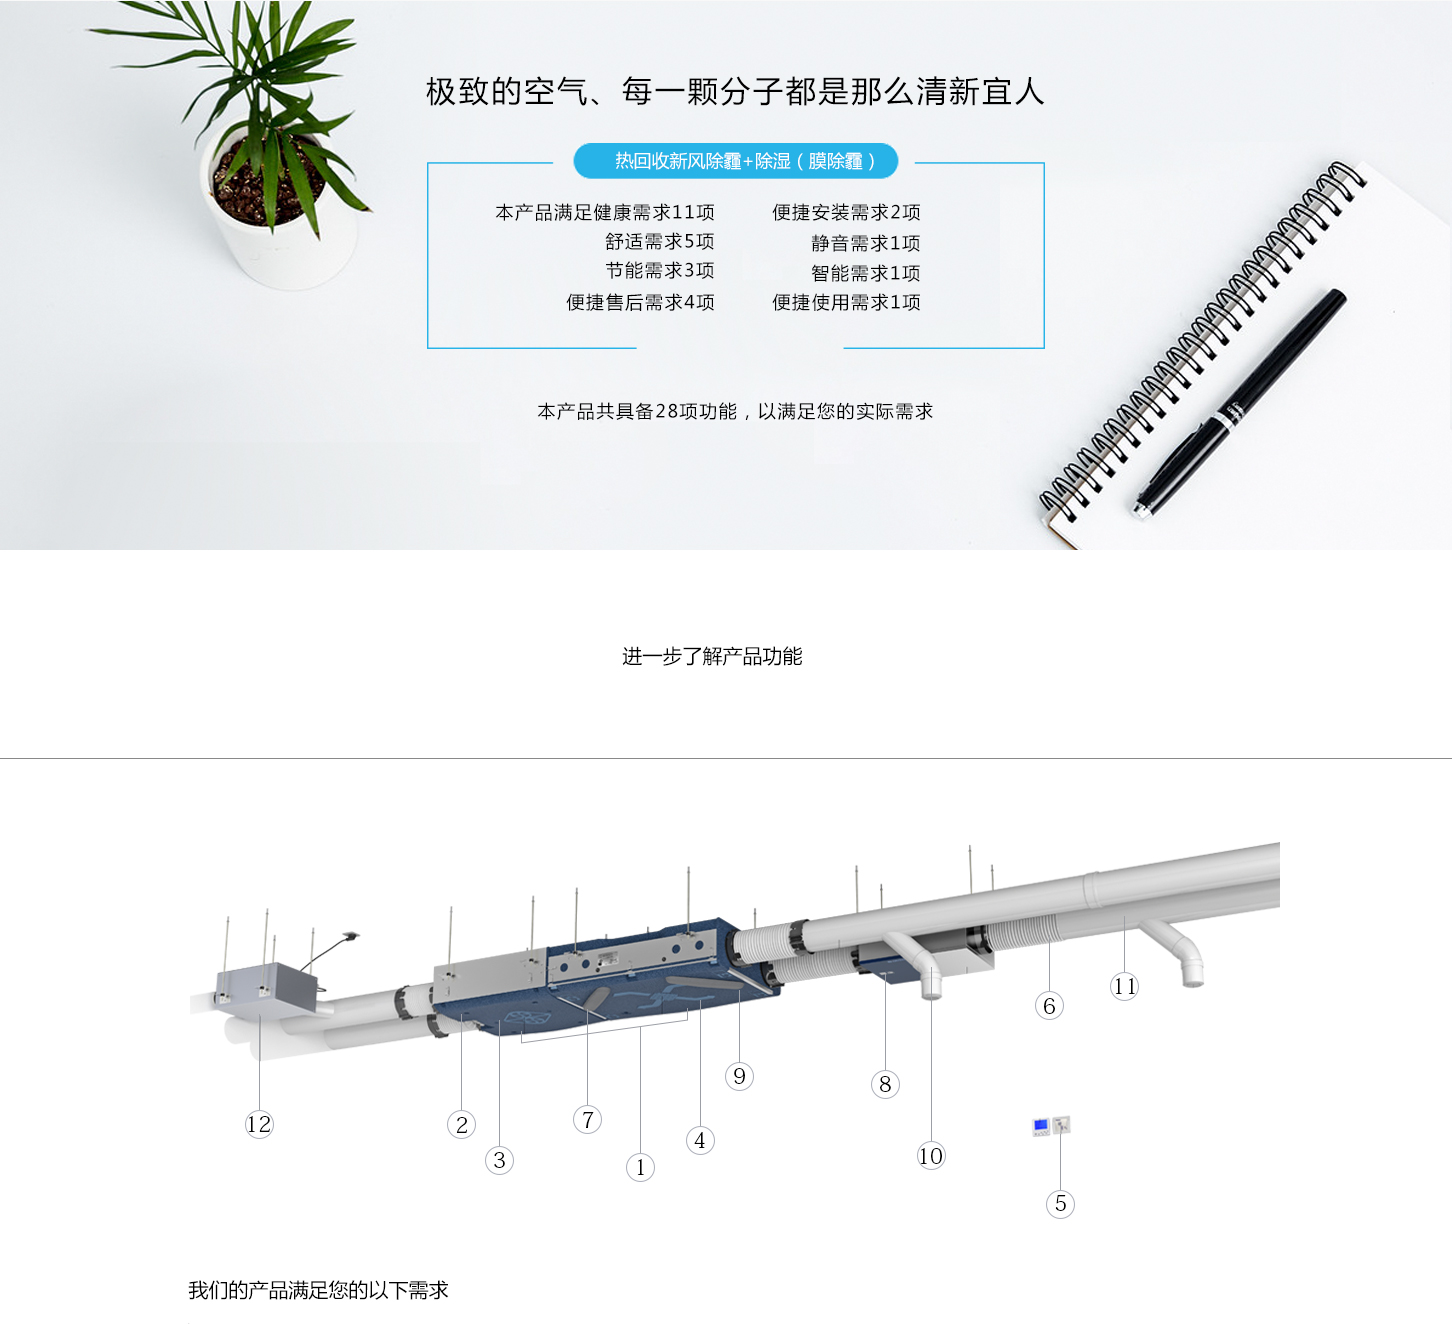 极致的空气、每一颗分子都是那么清新宜人
热回收新风除霾+除湿（膜除霾）
本产品满足健康需求11项
便捷安装需求2项
舒适需求5项
静音需求1项
节能需求3项
智能需求1项
便捷售后需求4项
便捷使用需求1项
本产品共具备28项功能，以满足您的实际需求
进一步了解产品功能
12
2
3
7
1
4
9
8
10
6
11
5
我们的产品满足您的以下需求